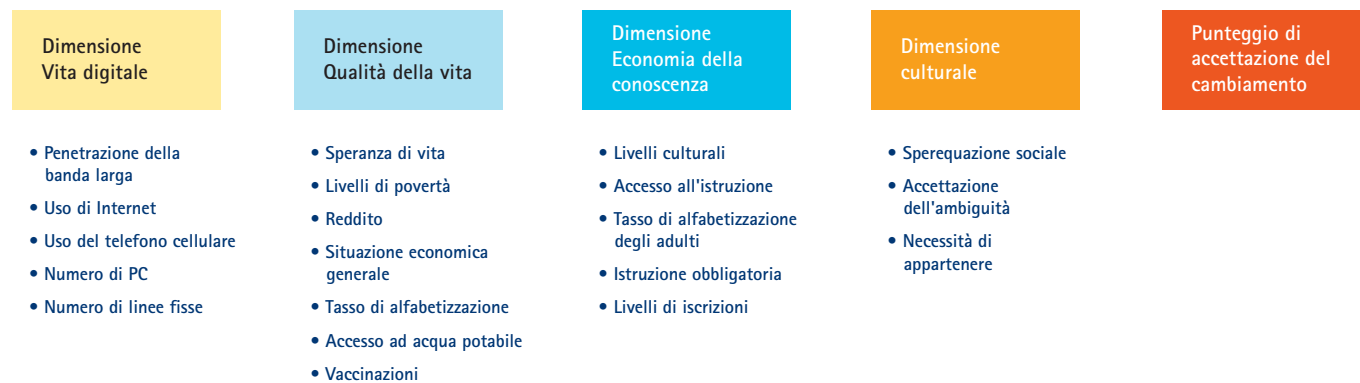 Dimensione
Vita digitale
• Penetrazione della
banda larga
• Uso di Internet
• Uso del telefono cellulare
• Numero di PC
• Numero di linee fisse
Dimensione
Qualità della vita
• Speranza di vita
• Livelli di povertà
• Reddito
• Situazione economica
generale
• Tasso di alfabetizzazione
• Accesso ad acqua potabile
• Vaccinazioni
Dimensione
Economia della
conoscenza
• Livelli culturali
• Accesso all'istruzione
• Tasso di alfabetizzazione
degli adulti
• Istruzione obbligatoria
• Livelli di iscrizioni
Dimensione
culturale
• Sperequazione sociale
• Accettazione
dell'ambiguità
• Necessità di
appartenere
Punteggio di
accettazione del
cambiamento